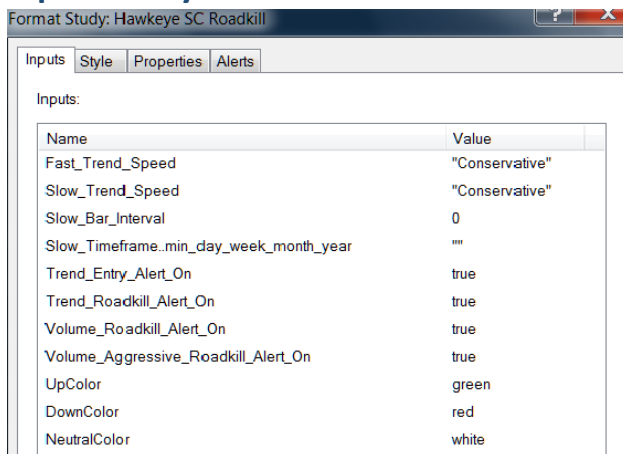 Format Study: Hawkeye SC Roadkill
Inputs Style Properties Alerts
Inputs:
Name Value
Fast_Trend_Speed "Conservative"
Slow_Trend_Speed "Conservative"
Slow_Bar_Interval 0
Slow_Timeframe..min_day_week_month_year ""
Trend_Entry_Alert_On true
Trend_Roadkill_Alert_On true
Volume_Roadkill_Alert_On true
Volume_Aggressive_Roadkill_Alert_On true
UpColor green
DownColor red
NeutralColor white